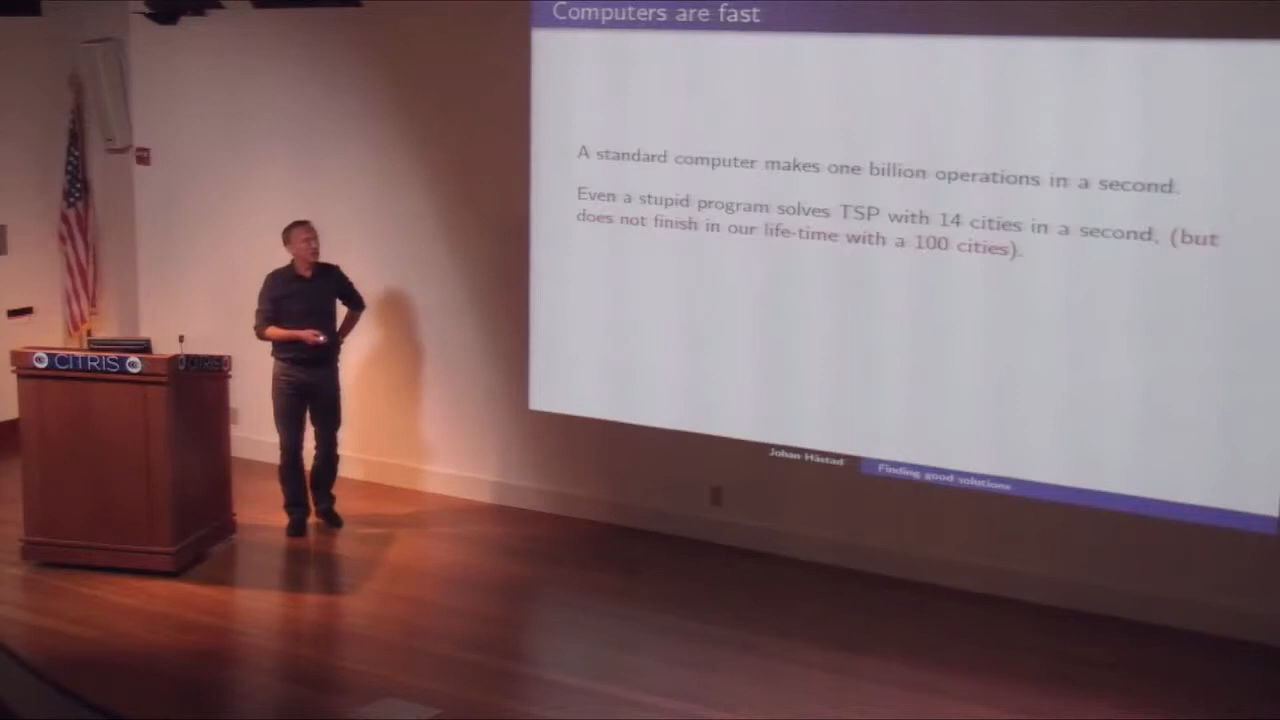 Computers are fast
A standard computer makes one billion operations in a second.
Even a stupid program solves TSP with 14 cities in a second, (but
does not finish in our life-time with a 100 cities).
Johan Håstad
Finding good solutions
CITRIS
CITRIS